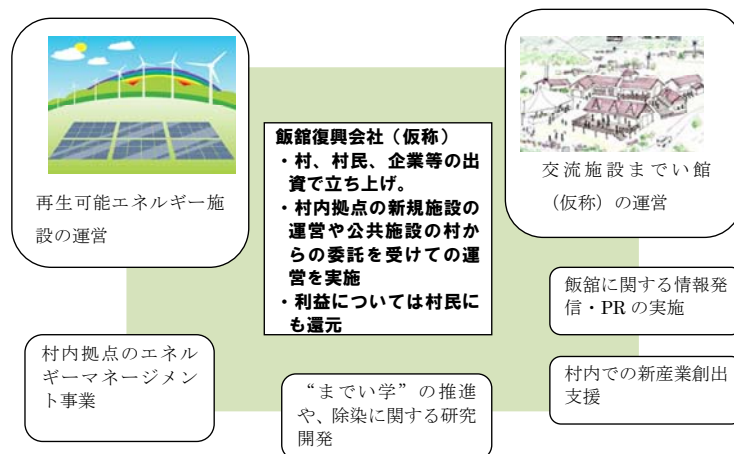 飯舘復興会社（仮称）
・村、村民、企業等の出
資で立ち上げ。
・村内拠点の新規施設の
運営や公共施設の村か
らの委託を受けての運
営を実施
・利益については村民に
も還元
再生可能エネルギー施
設の運営
交流施設までい館
（仮称）の運営
飯舘に関する情報発
信・PR の実施
村内拠点のエネル
ギーマネージメン
ト事業
“までい学”の推進
や、除染に関する研究
開発
村内での新産業創出
支援